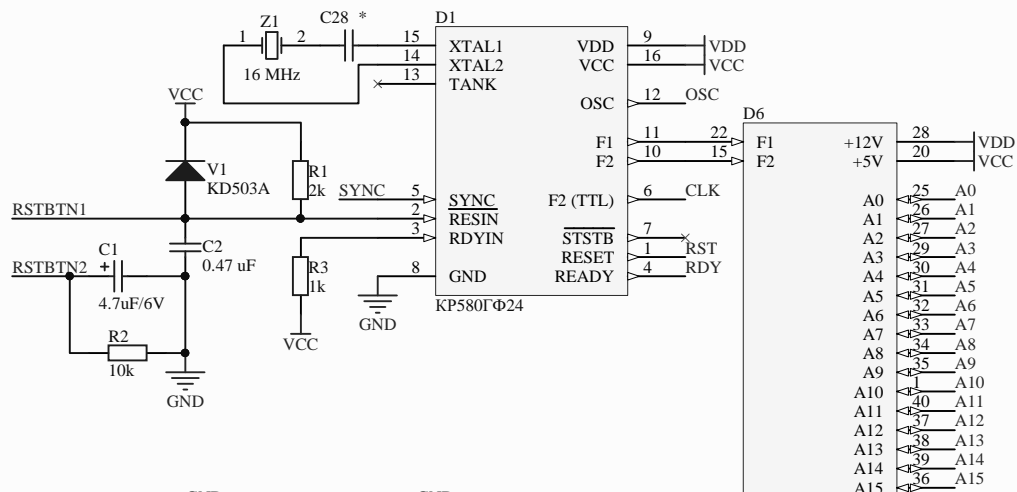 D1
C28 *
Z1
1 2
16 MHz
15 XTAL1
14 XTAL2
13 TANK
VDD 9 VDD
VCC 16 VCC
OSC 12 OSC
F1 11
F2 10
F2 (TTL) 6 CLK
STSTB 7
RESET 1 RST
READY 4 RDY
SYNC 5 SYNC
2 RESIN
3 RDYIN
8 GND
КР580ГФ24
VCC
V1
KD503A
R1
2k
RSTBTN1
C2
0.47 uF
RSTBTN2
C1
+
4.7uF/6V
R2
10k
GND
R3
1k
VCC
GND
D6
22 F1
15 F2
+12V 28 VDD
+5V 20 VCC
A0 25 A0
A1 26 A1
A2 27 A2
A3 29 A3
A4 30 A4
A5 31 A5
A6 32 A6
A7 33 A7
A8 34 A8
A9 35 A9
A10 1 A10
A11 40 A11
A12 37 A12
A13 38 A13
A14 39 A14
A15 36 A15